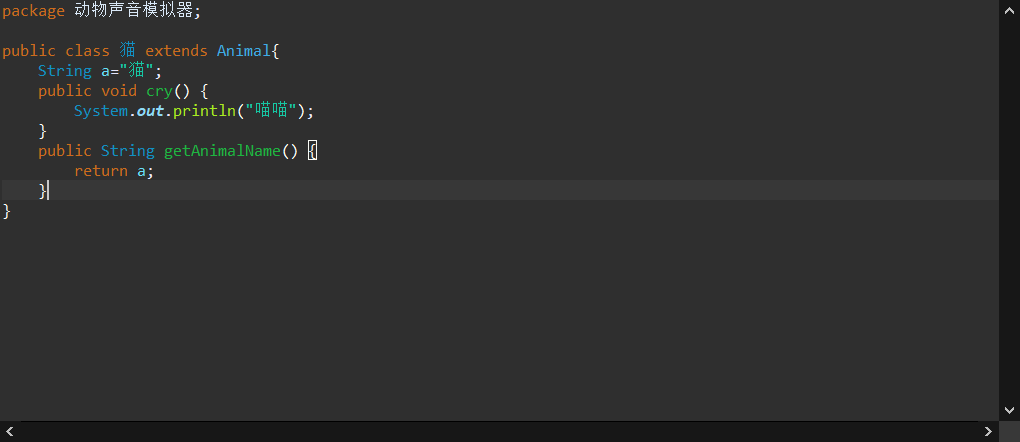 package 动物声音模拟器;
public class 猫 extends Animal{
    String a="猫";
    public void cry() {
        System.out.println("喵喵");
    }
    public String getAnimalName() {
        return a;
    }
}